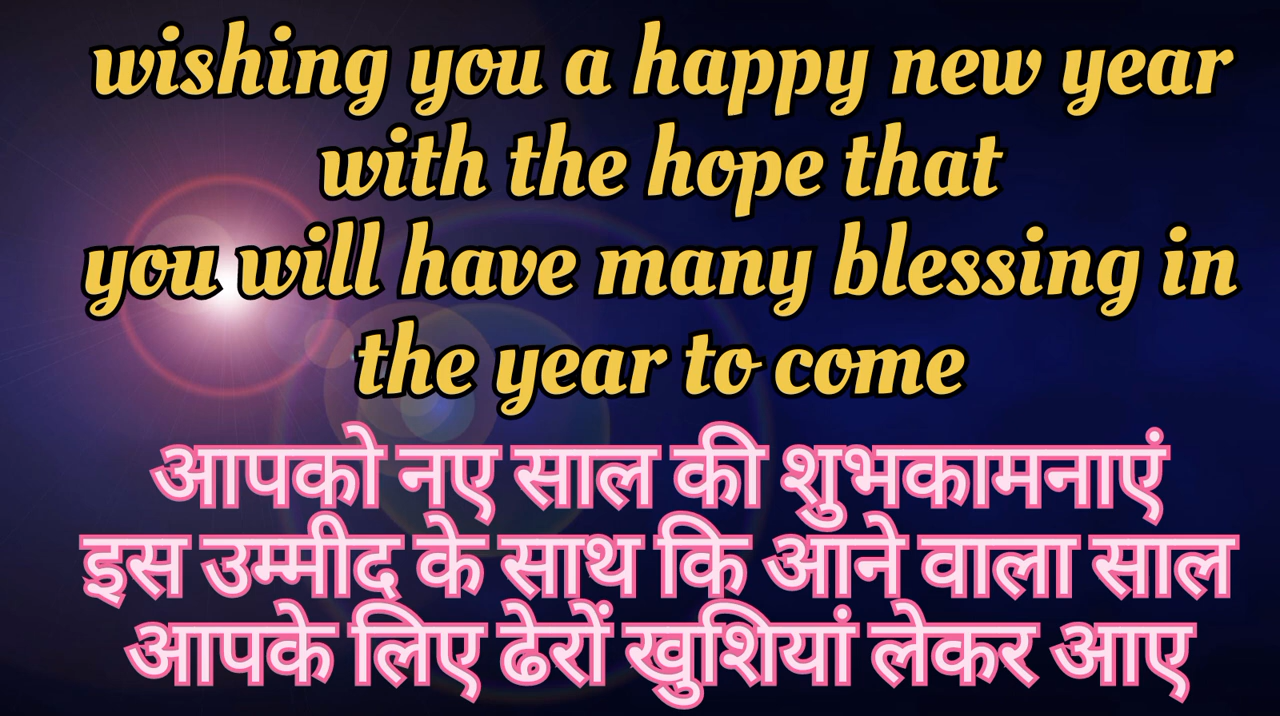 wishing you a happy new year
with the hope that
you will have many blessing in
the year to come
आपको नए साल की शुभकामनाएं
इस उम्मीद के साथ कि आने वाला साल
आपके लिए ढेरों खुशियां लेकर आए